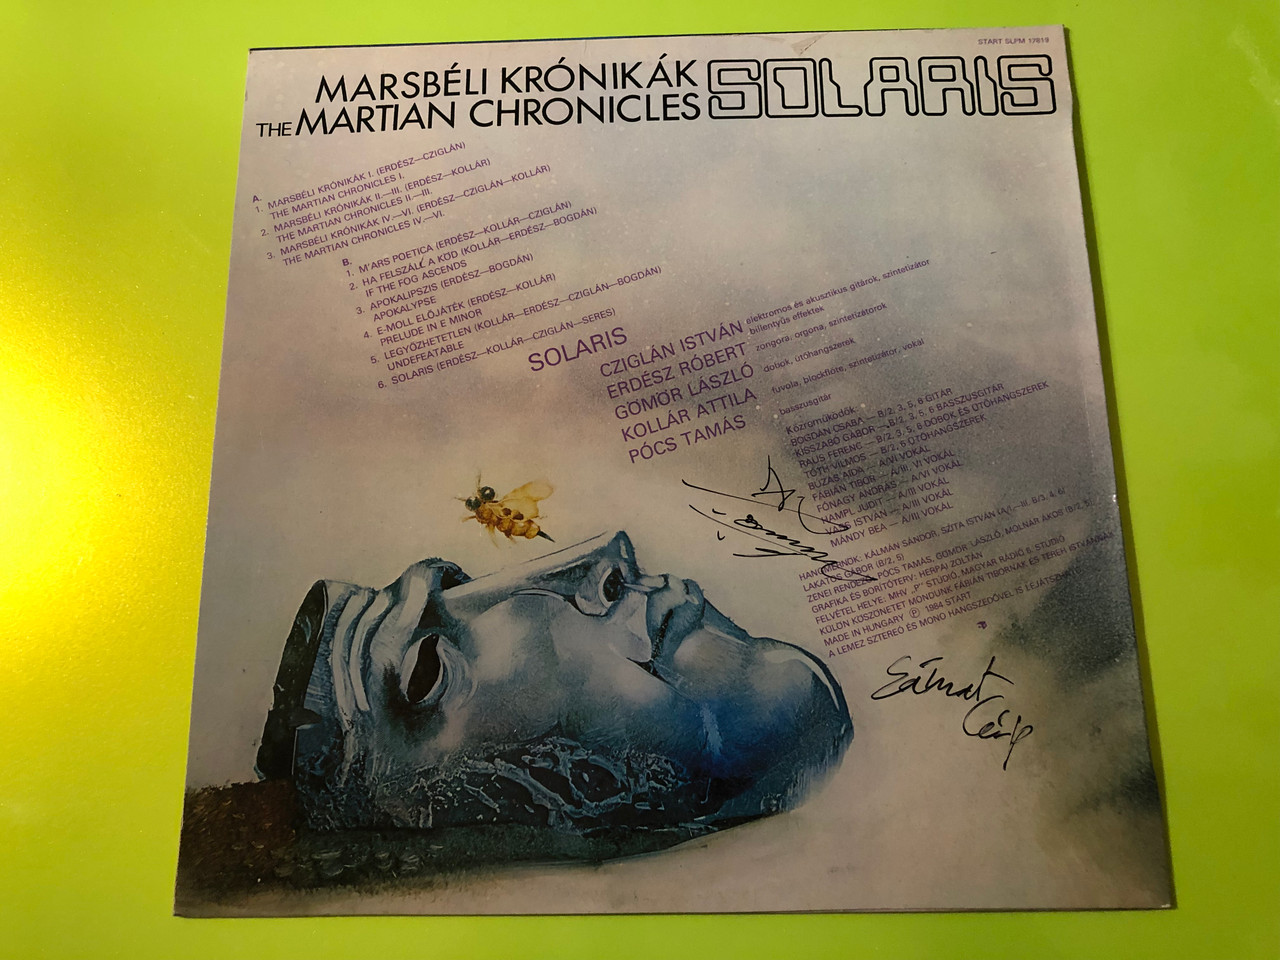 START SLPM 17819
MARSBÉLI KRÓNIKÁK SOLARIS
THE MARTIAN CHRONICLES
A.
1. MARSBÉLI KRÓNIKÁK I. (ERDÉSZ—CZIGLÁN)
THE MARTIAN CHRONICLES I.
2. MARSBÉLI KRÓNIKÁK II.—III. (ERDÉSZ—KOLLÁR)
THE MARTIAN CHRONICLES II.—III.
3. MARSBÉLI KRÓNIKÁK IV.—VI. (ERDÉSZ—CZIGLÁN—KOLLÁR)
THE MARTIAN CHRONICLES IV.—VI.
B.
1. M'ARS POETICA (ERDÉSZ—KOLLÁR—CZIGLÁN)
2. HA FELSZÁLL A KÖD (KOLLÁR—ERDÉSZ—BOGDÁN)
IF THE FOG ASCENDS
3. APOKALIPSZIS (ERDÉSZ—BOGDÁN)
APOKALYPSE
4. E-MOLL ELŐJÁTÉK (ERDÉSZ—KOLLÁR)
PRELUDE IN E MINOR
5. LEGYŐZHETETLEN (KOLLÁR—ERDÉSZ—CZIGLÁN—BOGDÁN)
UNDEFEATABLE
6. SOLARIS (ERDÉSZ—KOLLÁR—CZIGLÁN—SERES)
SOLARIS
CZIGLÁN ISTVÁN elektromos és akusztikus gitárok, szintetizátor
billentyűs effektek
ERDÉSZ RÓBERT zongora, orgona, szintetizátorok
GÖMÖR LÁSZLÓ dobok, ütőhangszerek
KOLLÁR ATTILA fuvola, blockflöte, szintetizátor, vokál
PÓCS TAMÁS basszusgitár
Közreműködők
BOGDÁN CSABA — B/2, 3, 5, 6 GITÁR
KISSZABÓ GÁBOR — B/2, 3, 5, 6 BASSZUSGITÁR
RAUS FERENC — B/2, 3, 5, 6 DOBOK ÉS ÜTŐHANGSZEREK
TÓTH VILMOS — B/2, 6 ÜTŐHANGSZEREK
BUZÁS AIDA — A/VI VOKÁL
FÁBIÁN TIBOR — A/III, VI VOKÁL
FŐNAGY ANDRÁS — A/VI VOKÁL
HAMPL JUDIT — A/III VOKÁL
VASS ISTVÁN — A/III VOKÁL
MÁNDY BEA — A/III VOKÁL
HANGMÉRNÖK: KÁLMÁN SÁNDOR, SZITA ISTVÁN B/3, 4, 6, MOLNÁR ÁKOS (B/2, 5)
LAKATOS GÁBOR (B/2, 5)
ZENEI RENDEZŐ: PÓCS TAMÁS, GÖMÖR LÁSZLÓ
GRAFIKA ÉS BORÍTÓTERV: HERPAI ZOLTÁN
FELVÉTEL HELYE: MHV „P" STÚDIÓ, MAGYAR RÁDIÓ 6. STÚDIÓ
KÜLÖN KÖSZÖNETET MONDUNK FÁBIÁN TIBORNAK ÉS TERFI ISTVÁNNAK
MADE IN HUNGARY Ⓟ 1984 START
A LEMEZ SZTEREÓ ÉS MONO HANGSZEDŐVEL IS LEJÁTSZHATÓ